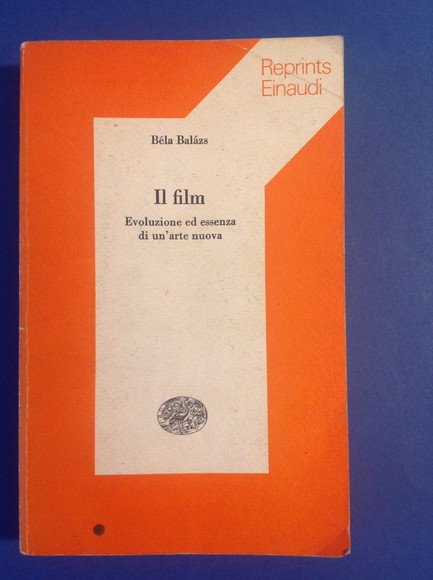 Reprints
Einaudi
Béla Balázs
Il film
Evoluzione ed essenza
di un'arte nuova